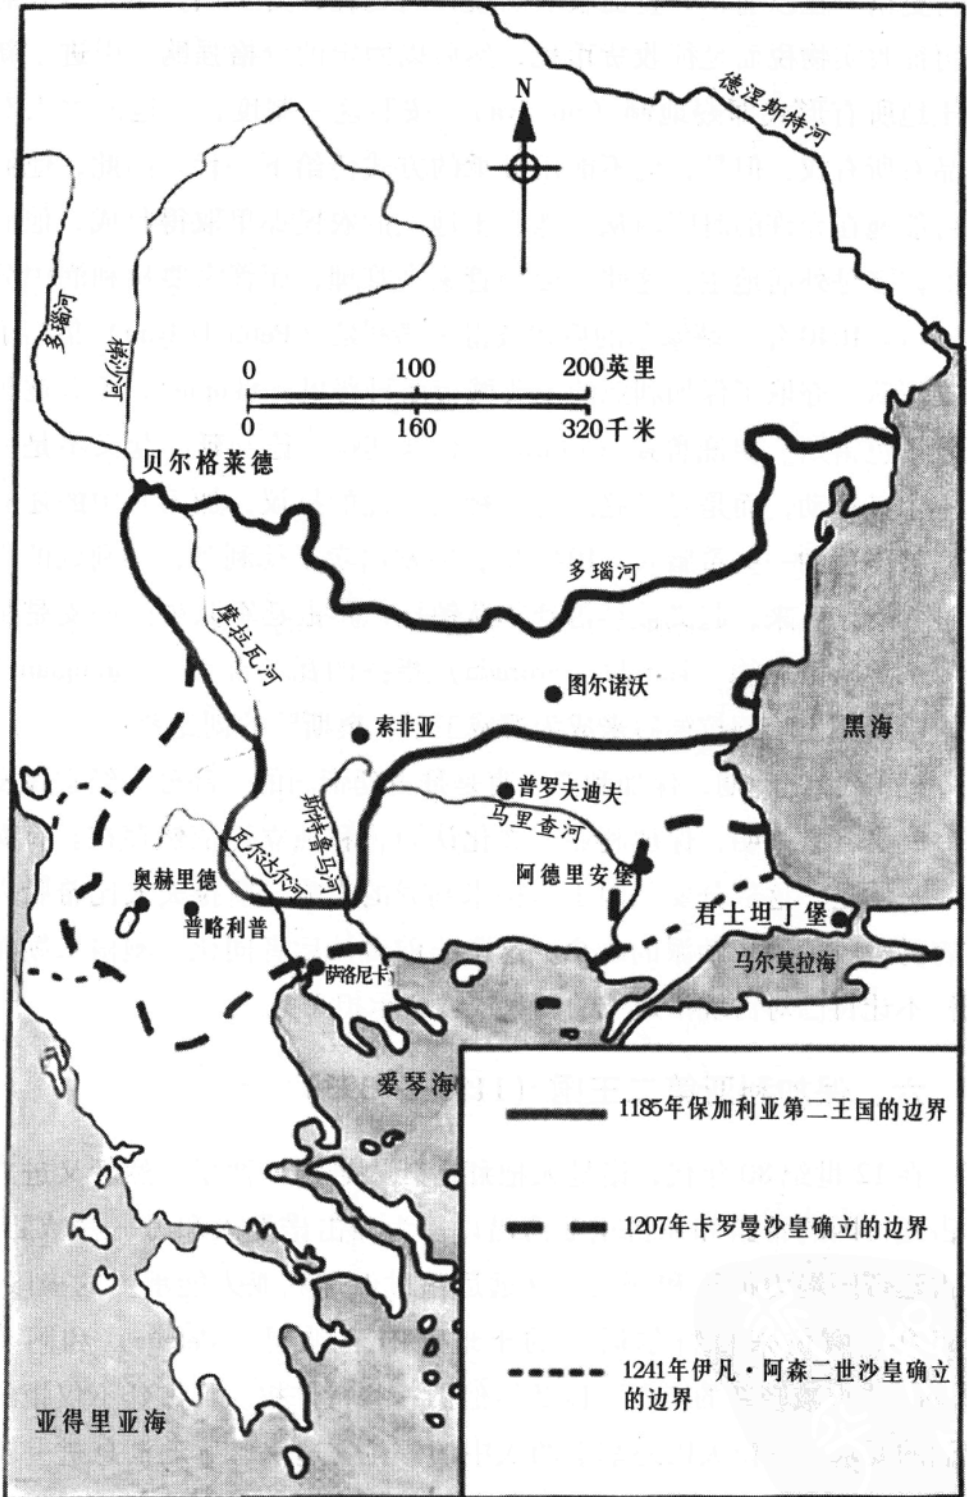 N
德涅斯特河
多瑙河
梯沙河
0 100 200英里
0 160 320千米
贝尔格莱德
多瑙河
摩拉瓦河
图尔诺沃
索非亚
黑海
普罗夫迪夫
马里查河
斯特鲁马河
瓦尔达尔河
阿德里安堡
奥赫里德
普略利普
君士坦丁堡
马尔莫拉海
萨洛尼卡
爱琴海
1185年保加利亚第二王国的边界
1207年卡罗曼沙皇确立的边界
1241年伊凡·阿森二世沙皇确立
的边界
亚得里亚海